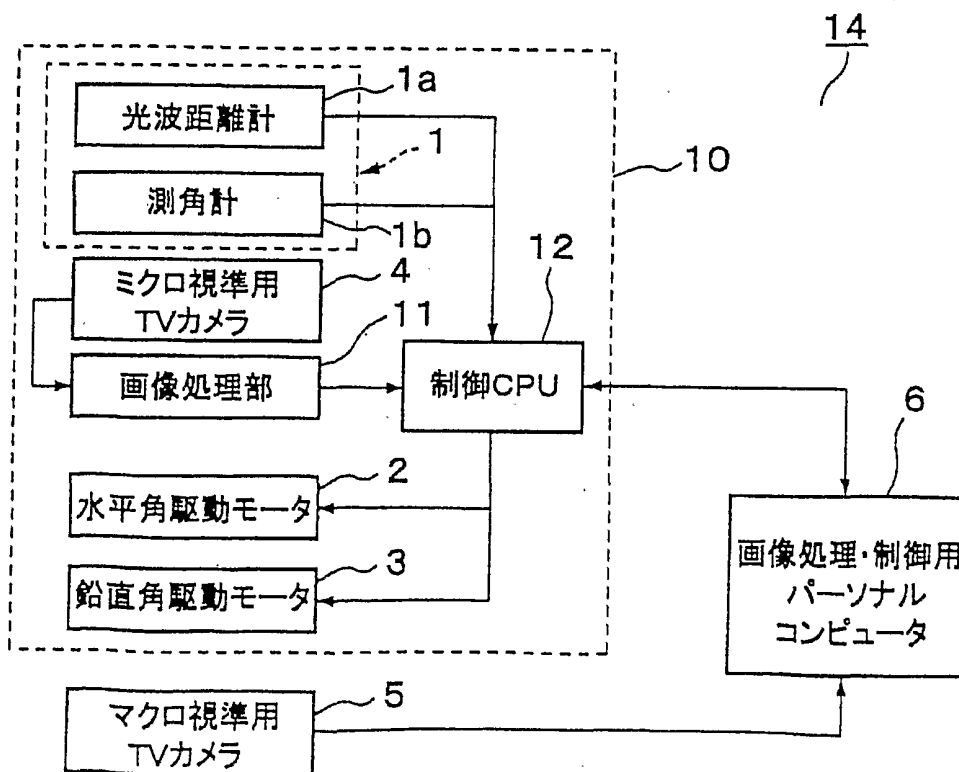 14
光波距離計
1a
1
10
測角計
1b
ミクロ視準用
TVカメラ
4
12
画像処理部
11
制御CPU
6
水平角駆動モータ
2
画像処理・制御用
パーソナル
コンピュータ
鉛直角駆動モータ
3
マクロ視準用
TVカメラ
5